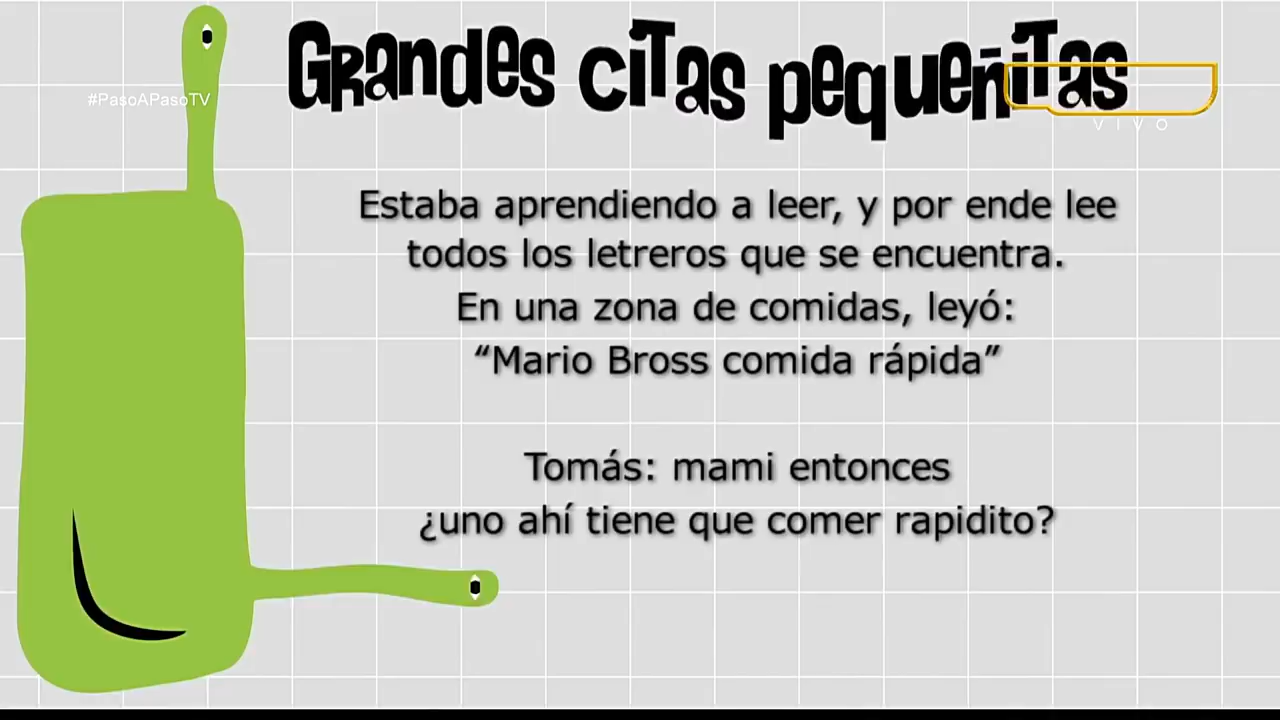 Grandes citas pequeñitas
#PasoAPasoTV
VIVO
Estaba aprendiendo a leer, y por ende lee
todos los letreros que se encuentra.
En una zona de comidas, leyó:
“Mario Bross comida rápida”
Tomás: mami entonces
¿uno ahí tiene que comer rapidito?